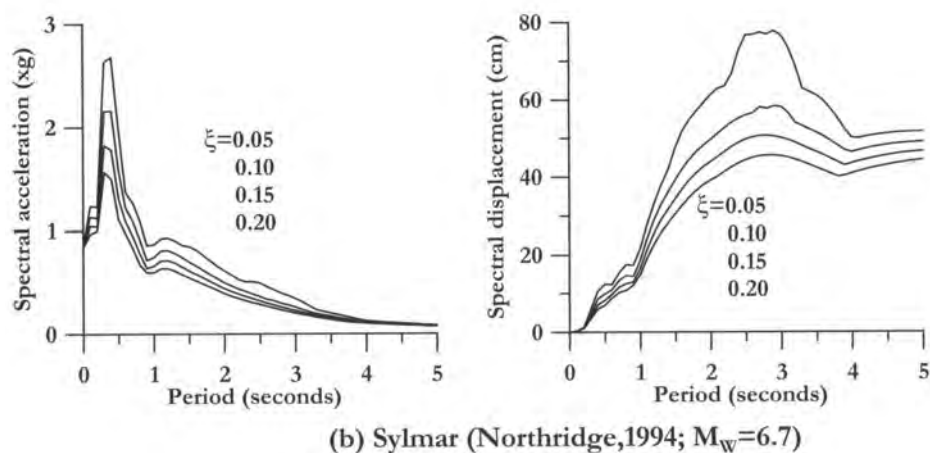 3
2
1
0
Spectral acceleration (xg)
ξ=0.05
0.10
0.15
0.20
0 1 2 3 4 5
Period (seconds)
80
60
40
20
0
Spectral displacement (cm)
ξ=0.05
0.10
0.15
0.20
0 1 2 3 4 5
Period (seconds)
(b) Sylmar (Northridge,1994; M_W=6.7)